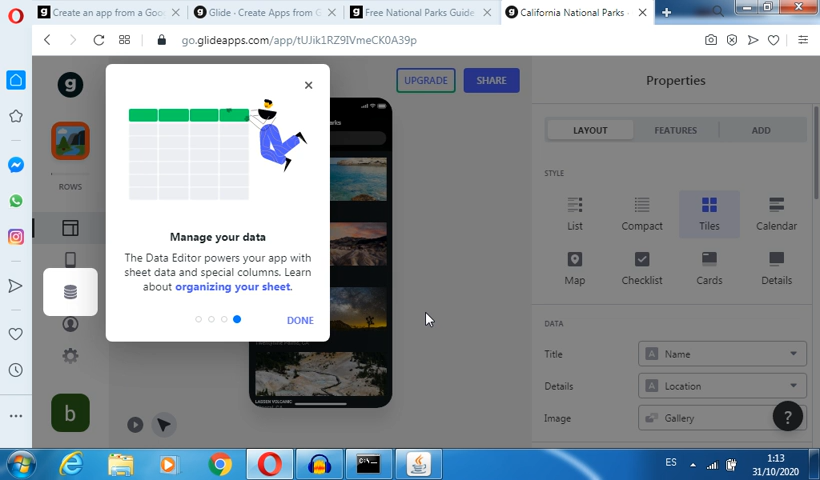 Create an app from a Goo
Glide - Create Apps from G
Free National Parks Guide
California National Parks -
go.glideapps.com/app/tUJik1RZ9IVmeCK0A39p
UPGRADE
SHARE
Properties
LAYOUT
FEATURES
ADD
ROWS
STYLE
List
Compact
Tiles
Calendar
Map
Checklist
Cards
Details
Manage your data
The Data Editor powers your app with
sheet data and special columns. Learn
about organizing your sheet.
DONE
DATA
Title
A Name
Details
A Location
Image
Gallery
?
b
LASSEN VOLCANIC
ES
1:13
31/10/2020